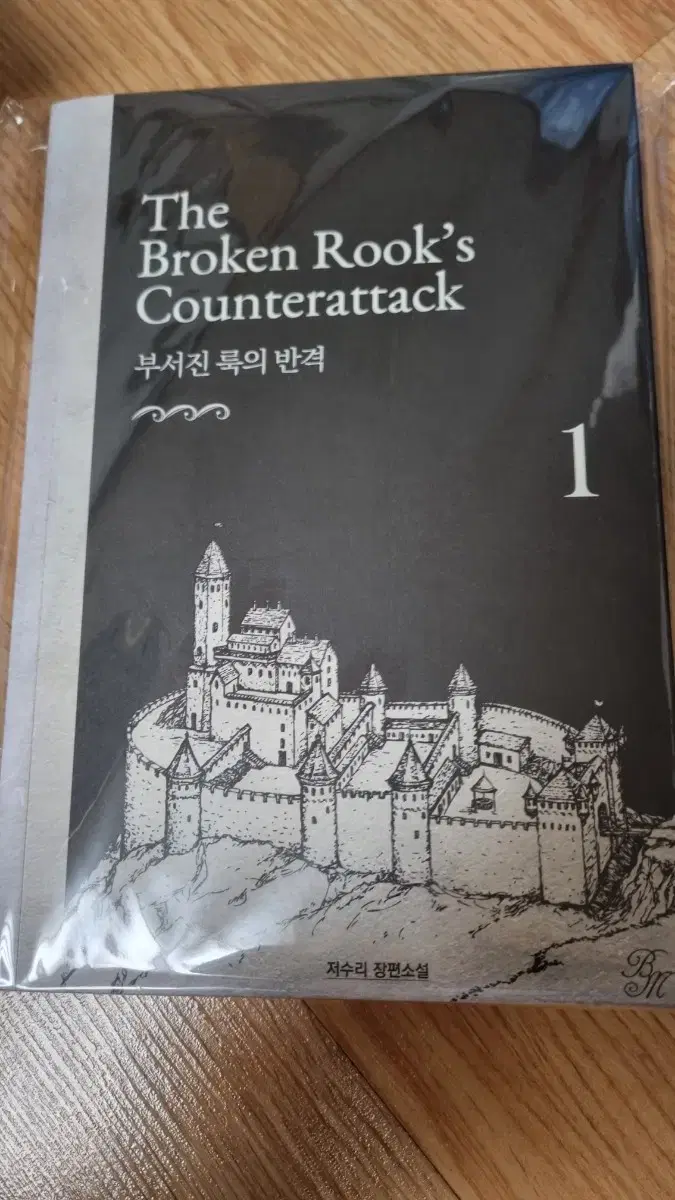 The
Broken Rook's
Counterattack
부서진 룩의 반격
1
저수리 장편소설
BM